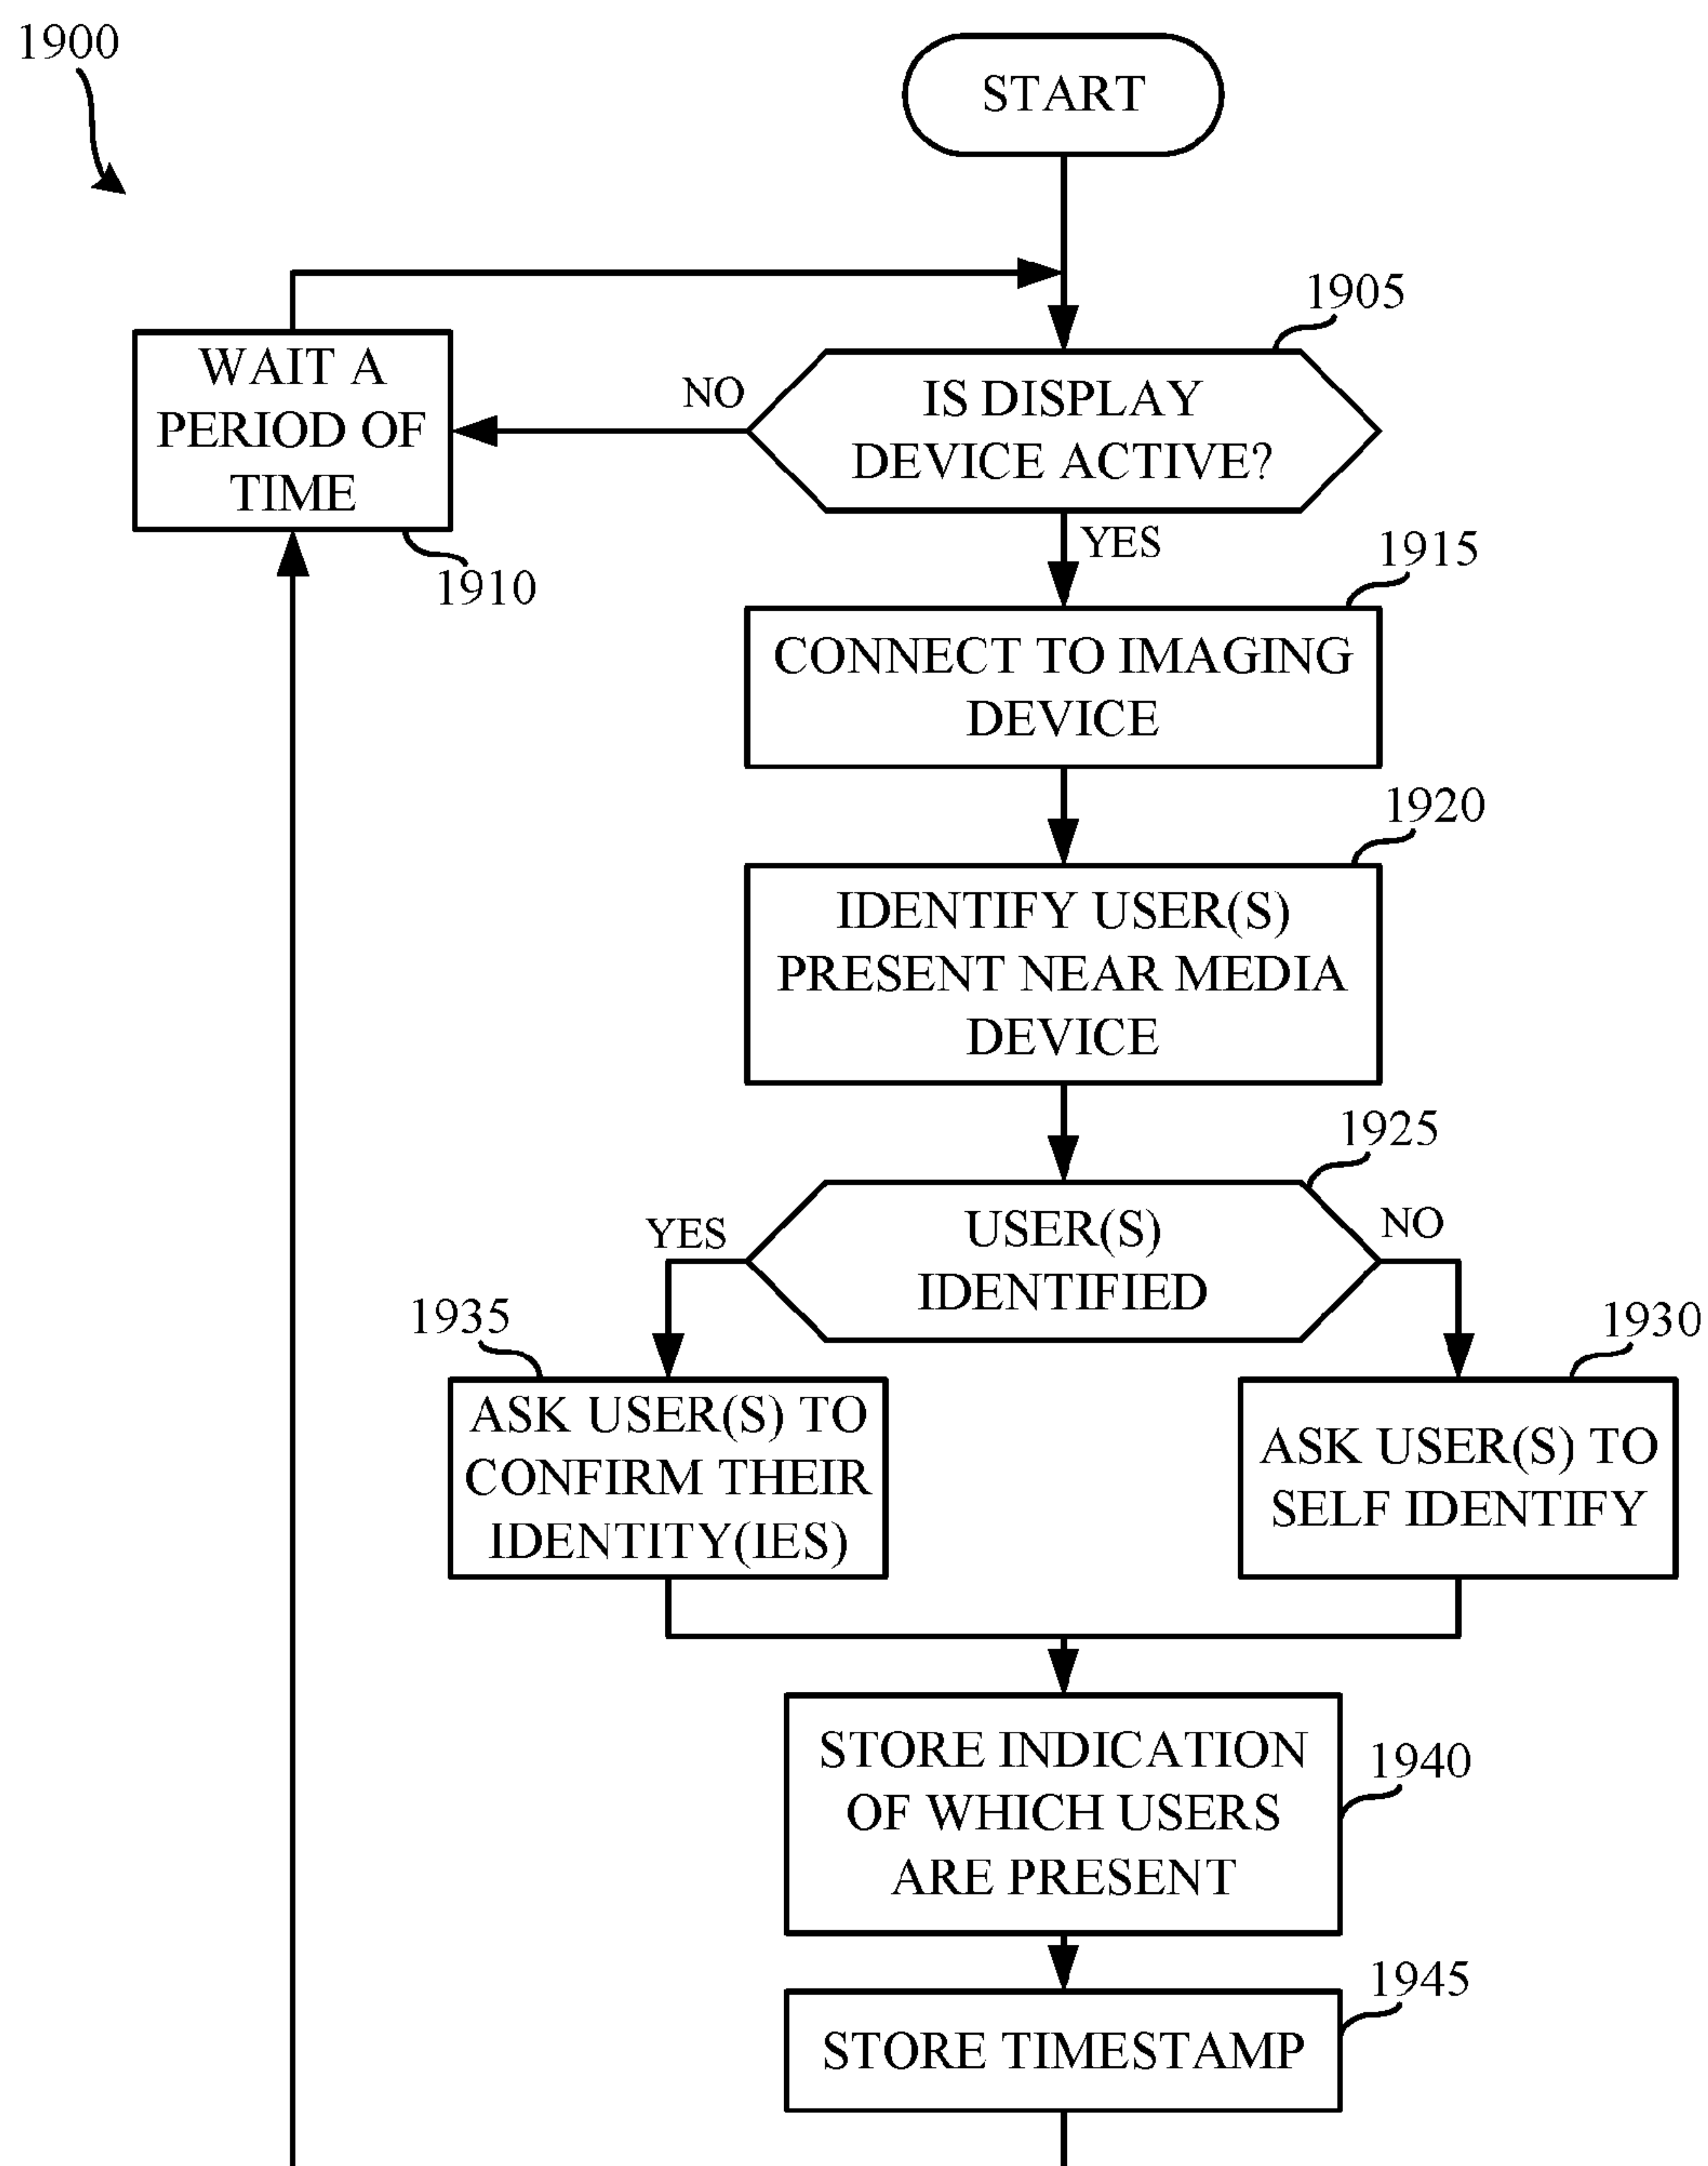 1900
START
1905
WAIT A
PERIOD OF
TIME
NO
IS DISPLAY
DEVICE ACTIVE?
1910
YES
1915
CONNECT TO IMAGING
DEVICE
1920
IDENTIFY USER(S)
PRESENT NEAR MEDIA
DEVICE
1925
YES
USER(S)
IDENTIFIED
NO
1935
1930
ASK USER(S) TO
CONFIRM THEIR
IDENTITY(IES)
ASK USER(S) TO
SELF IDENTIFY
STORE INDICATION
OF WHICH USERS
ARE PRESENT
1940
1945
STORE TIMESTAMP